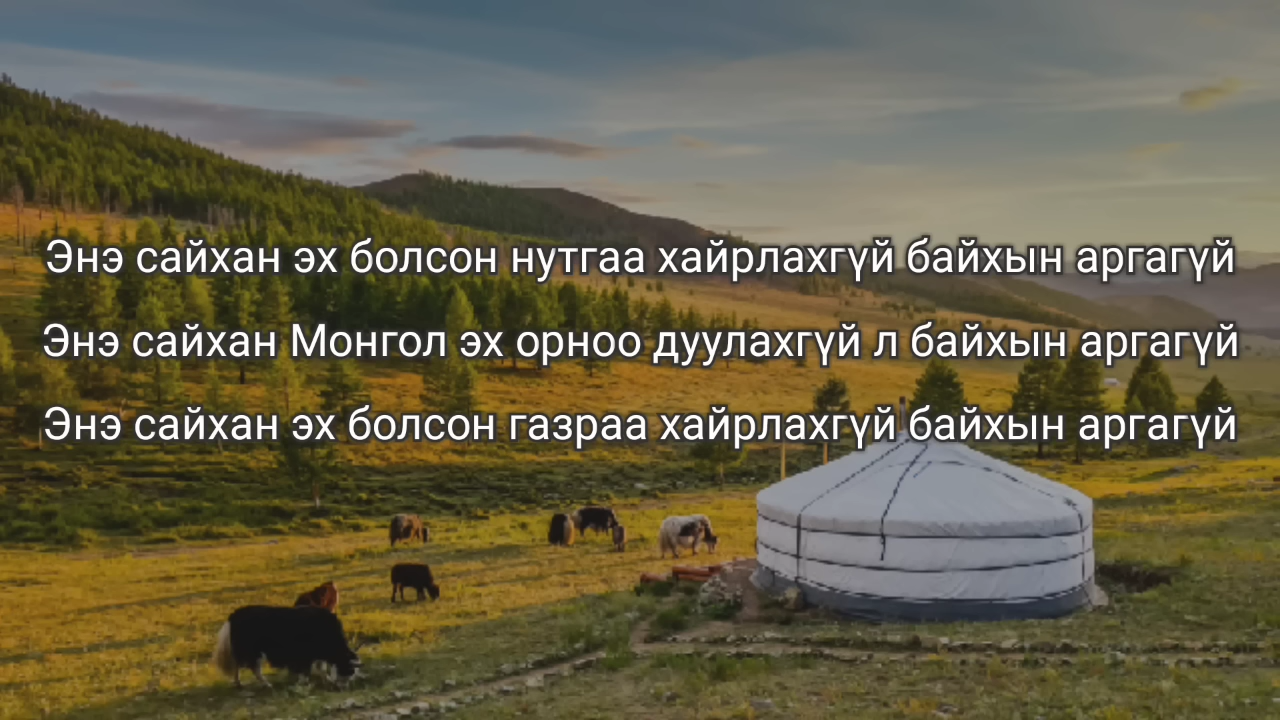 Энэ сайхан эх болсон нутгаа хайрлахгүй байхын аргагүй
Энэ сайхан Монгол эх орноо дуулахгүй л байхын аргагүй
Энэ сайхан эх болсон газраа хайрлахгүй байхын аргагүй